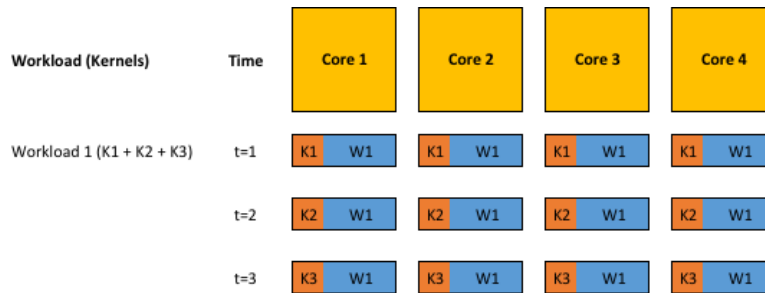 Workload (Kernels) Time Core 1 Core 2 Core 3 Core 4
Workload 1 (K1 + K2 + K3) t=1 K1 W1 K1 W1 K1 W1 K1 W1
t=2 K2 W1 K2 W1 K2 W1 K2 W1
t=3 K3 W1 K3 W1 K3 W1 K3 W1